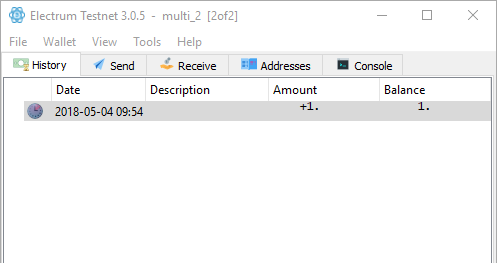 Electrum Testnet 3.0.5 - multi_2 [2of2]
File Wallet View Tools Help
History Send Receive Addresses Console
Date Description Amount Balance
2018-05-04 09:54 +1. 1.